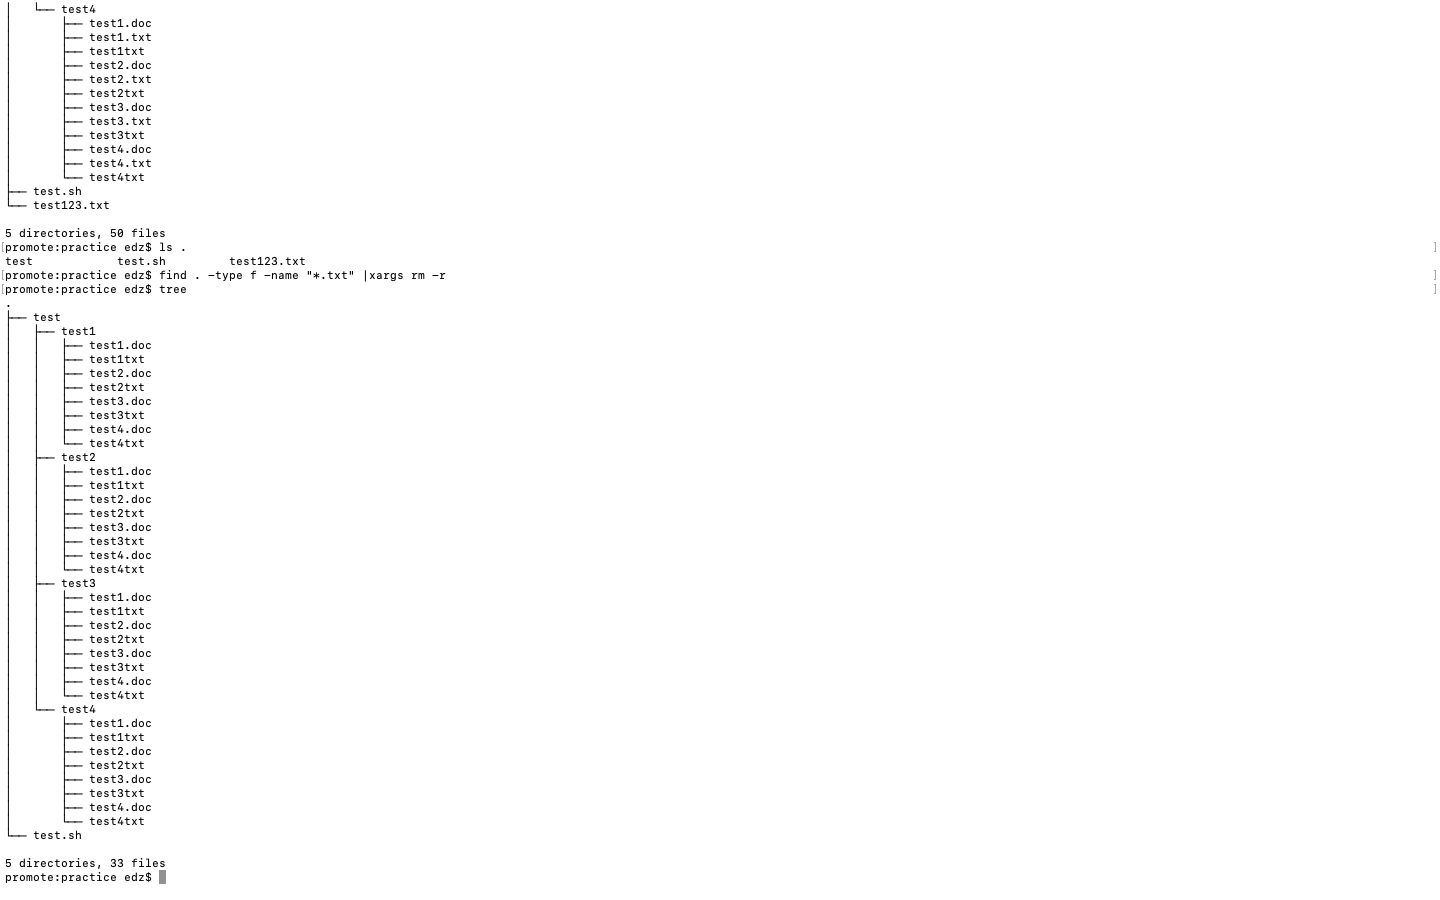 │   └── test4
│       ├── test1.doc
│       ├── test1.txt
│       ├── test1txt
│       ├── test2.doc
│       ├── test2.txt
│       ├── test2txt
│       ├── test3.doc
│       ├── test3.txt
│       ├── test3txt
│       ├── test4.doc
│       ├── test4.txt
│       └── test4txt
├── test.sh
└── test123.txt
5 directories, 50 files
[promote:practice edz$ ls . ]
test            test.sh         test123.txt
[promote:practice edz$ find . -type f -name "*.txt" |xargs rm -r ]
[promote:practice edz$ tree ]
.
├── test
│   ├── test1
│   │   ├── test1.doc
│   │   ├── test1txt
│   │   ├── test2.doc
│   │   ├── test2txt
│   │   ├── test3.doc
│   │   ├── test3txt
│   │   ├── test4.doc
│   │   └── test4txt
│   ├── test2
│   │   ├── test1.doc
│   │   ├── test1txt
│   │   ├── test2.doc
│   │   ├── test2txt
│   │   ├── test3.doc
│   │   ├── test3txt
│   │   ├── test4.doc
│   │   └── test4txt
│   ├── test3
│   │   ├── test1.doc
│   │   ├── test1txt
│   │   ├── test2.doc
│   │   ├── test2txt
│   │   ├── test3.doc
│   │   ├── test3txt
│   │   ├── test4.doc
│   │   └── test4txt
│   └── test4
│       ├── test1.doc
│       ├── test1txt
│       ├── test2.doc
│       ├── test2txt
│       ├── test3.doc
│       ├── test3txt
│       ├── test4.doc
│       └── test4txt
└── test.sh
5 directories, 33 files
promote:practice edz$